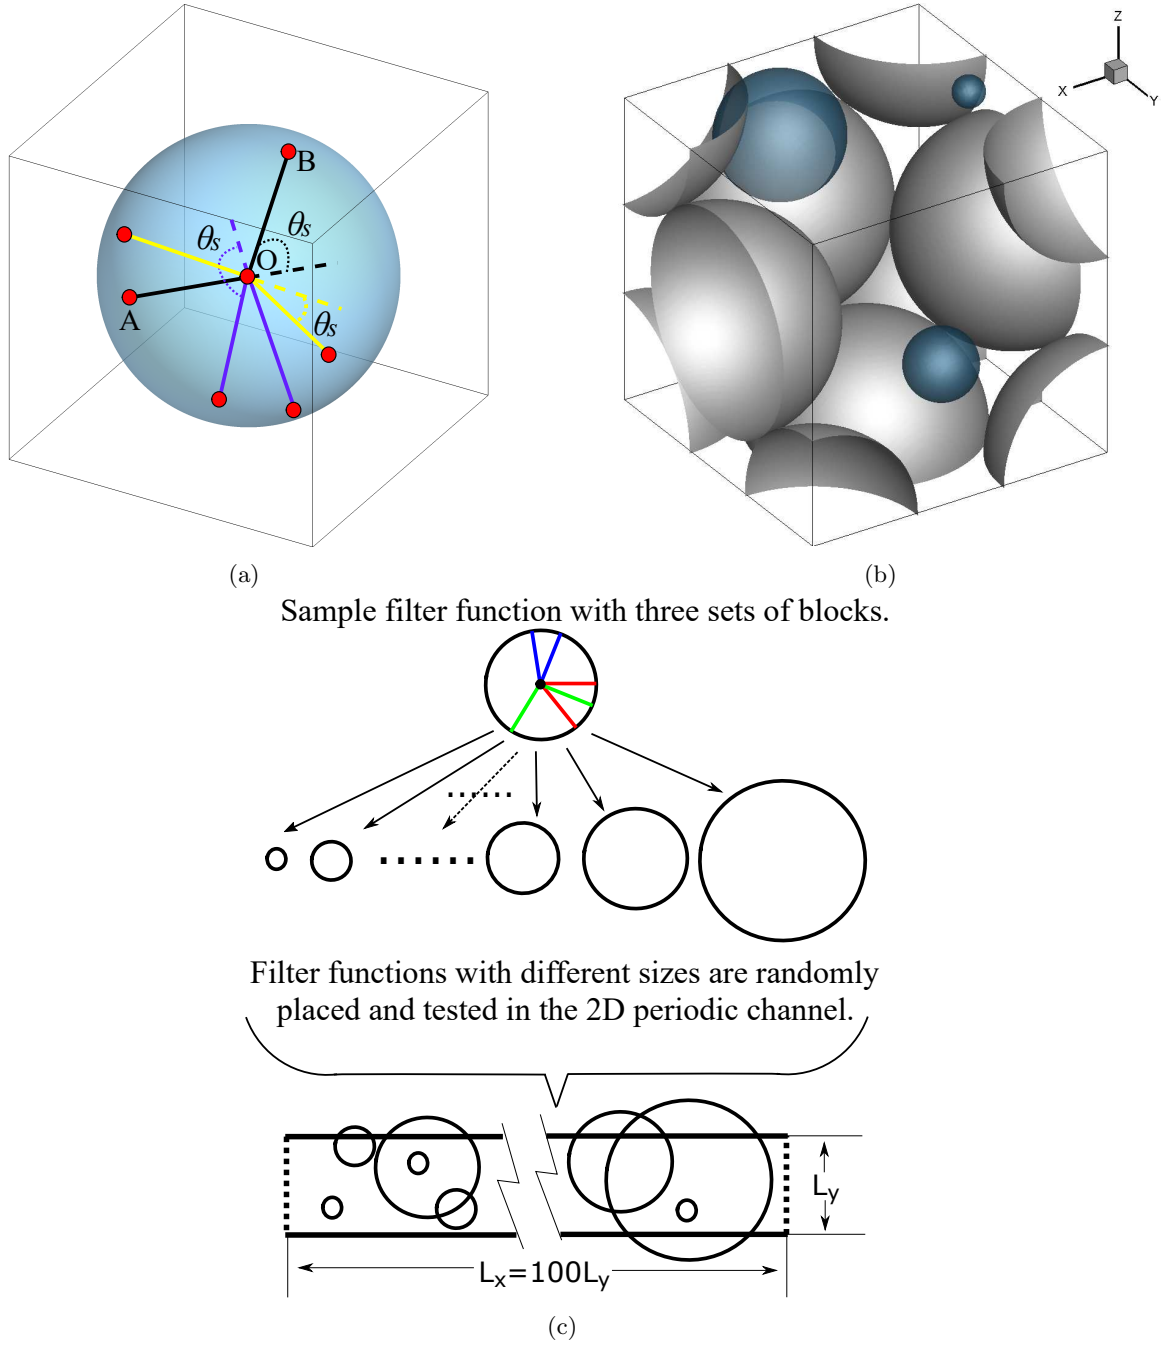 B
θs
θs
O
A
θs
(a)
Z
X
Y
(b)
Sample filter function with three sets of blocks.
......
......
Filter functions with different sizes are randomly
placed and tested in the 2D periodic channel.
Ly
Lx=100Ly
(c)